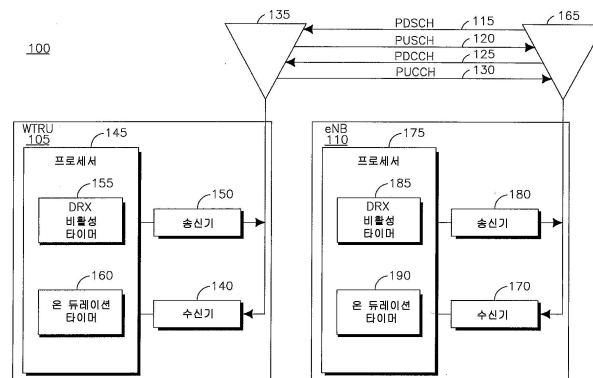 135
165
PDSCH 115
PUSCH 120
PDCCH 125
PUCCH 130
100
WTRU
105
145
프로세서
155
DRX
비활성
타이머
150
송신기
160
온 듀레이션
타이머
140
수신기
eNB
110
175
프로세서
185
DRX
비활성
타이머
180
송신기
190
온 듀레이션
타이머
170
수신기